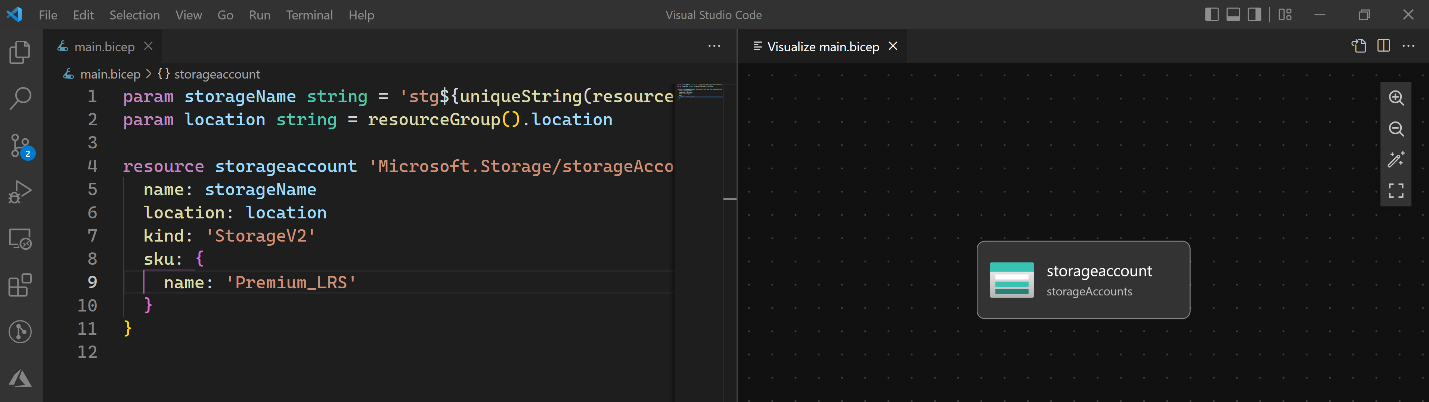 File Edit Selection View Go Run Terminal Help
Visual Studio Code
main.bicep
Visualize main.bicep
main.bicep > {} storageaccount
1 param storageName string = 'stg${uniqueString(resource
2 param location string = resourceGroup().location
3
4 resource storageaccount 'Microsoft.Storage/storageAcco
5 name: storageName
6 location: location
7 kind: 'StorageV2'
8 sku: {
9 name: 'Premium_LRS'
10 }
11 }
12
2
storageaccount
storageAccounts